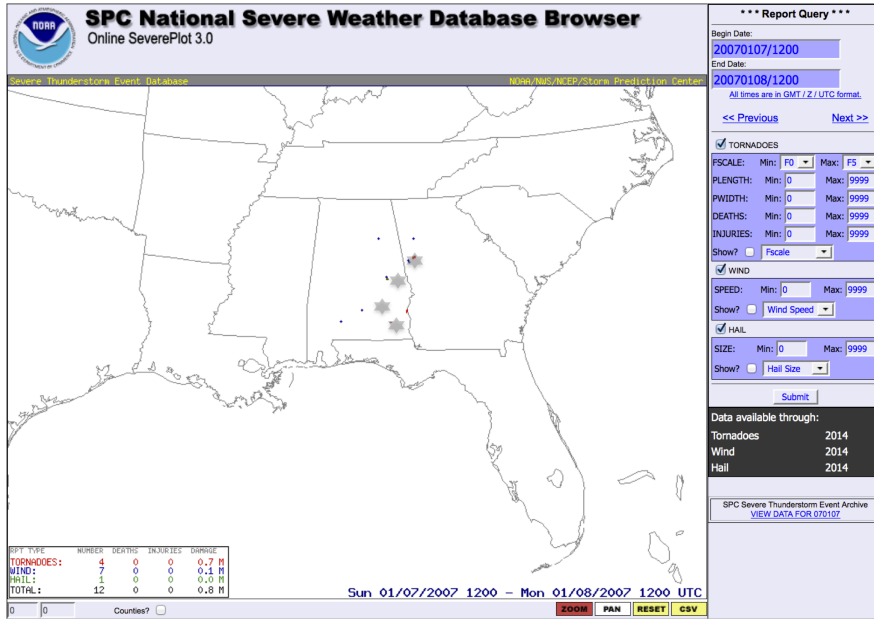 NOAA
SPC National Severe Weather Database Browser
Online SeverePlot 3.0
Severe Thunderstorm Event Database
NOAA/NWS/NCEP/Storm Prediction Center
RPT TYPE NUMBER DEATHS INJURIES DAMAGE
TORNADOES: 4 0 0 0.7 M
WIND: 7 0 0 0.1 M
HAIL: 1 0 0 0.0 M
TOTAL: 12 0 0 0.8 M
Sun 01/07/2007 1200 – Mon 01/08/2007 1200 UTC
0 0 Counties? ZOOM PAN RESET CSV
* * * Report Query * * *
Begin Date:
20070107/1200
End Date:
20070108/1200
All times are in GMT / Z / UTC format.
<< Previous Next >>
TORNADOES
FSCALE: Min: F0 Max: F5
PLENGTH: Min: 0 Max: 9999
PWIDTH: Min: 0 Max: 9999
DEATHS: Min: 0 Max: 9999
INJURIES: Min: 0 Max: 9999
Show? Fscale
WIND
SPEED: Min: 0 Max: 9999
Show? Wind Speed
HAIL
SIZE: Min: 0 Max: 9999
Show? Hail Size
Submit
Data available through:
Tornadoes 2014
Wind 2014
Hail 2014
SPC Severe Thunderstorm Event Archive
VIEW DATA FOR 070107